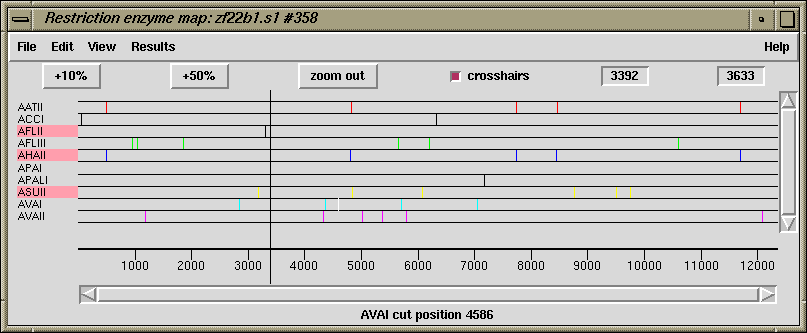 Restriction enzyme map: zf22b1.s1 #358
File Edit View Results Help
+10% +50% zoom out crosshairs 3392 3633
AATII
ACCI
AFLII
AFLIII
AHAII
APAI
APALI
ASUII
AVAI
AVAII
1000 2000 3000 4000 5000 6000 7000 8000 9000 10000 11000 12000
AVAI cut position 4586